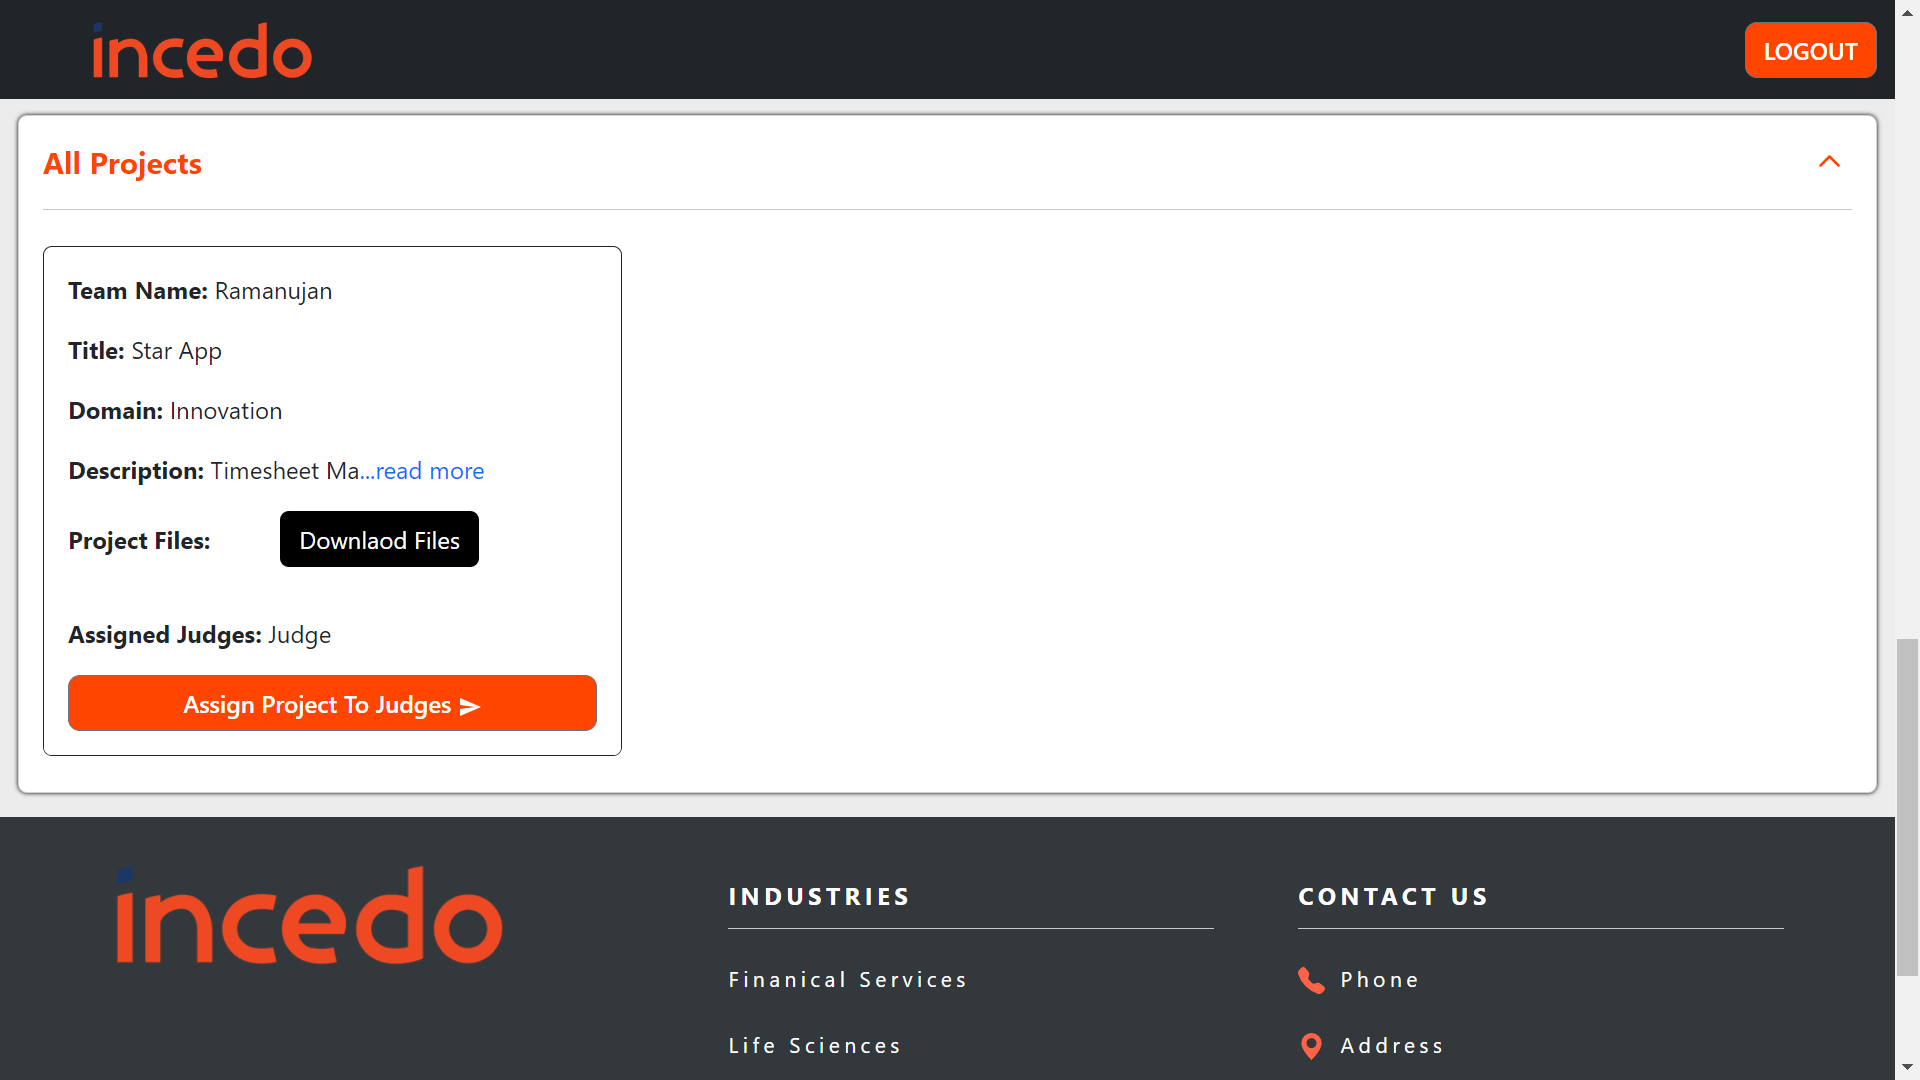 incedo
LOGOUT
All Projects
Team Name: Ramanujan
Title: Star App
Domain: Innovation
Description: Timesheet Ma...read more
Project Files: Downlaod Files
Assigned Judges: Judge
Assign Project To Judges
incedo
INDUSTRIES
Finanical Services
Life Sciences
CONTACT US
Phone
Address